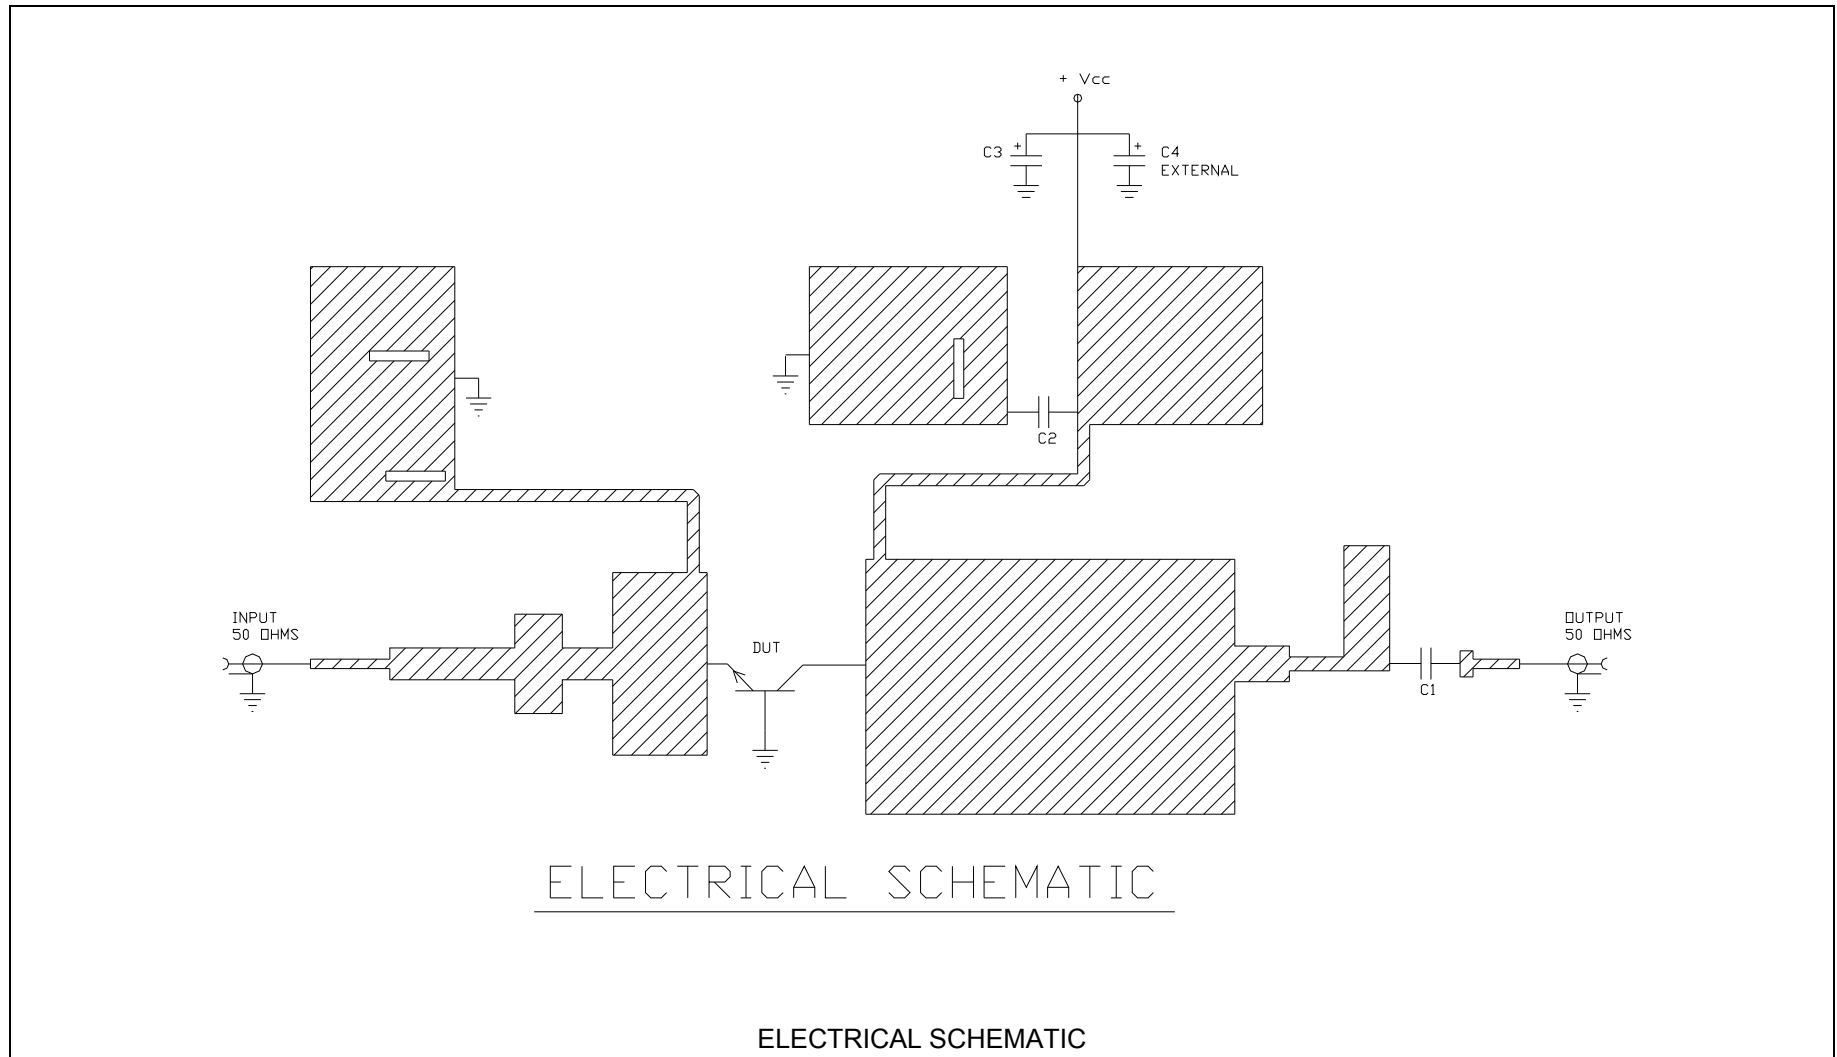 + Vcc
C3
+
+
C4
EXTERNAL
C2
INPUT
50 OHMS
DUT
OUTPUT
50 OHMS
C1
ELECTRICAL SCHEMATIC
ELECTRICAL SCHEMATIC